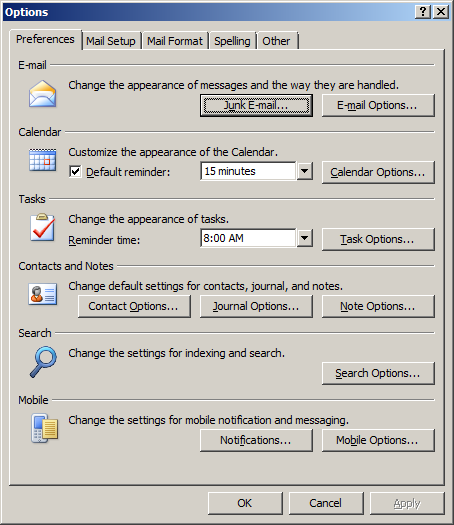 Options
Preferences Mail Setup Mail Format Spelling Other
E-mail
Change the appearance of messages and the way they are handled.
Junk E-mail... E-mail Options...
Calendar
Customize the appearance of the Calendar.
Default reminder: 15 minutes Calendar Options...
Tasks
Change the appearance of tasks.
Reminder time: 8:00 AM Task Options...
Contacts and Notes
Change default settings for contacts, journal, and notes.
Contact Options... Journal Options... Note Options...
Search
Change the settings for indexing and search.
Search Options...
Mobile
Change the settings for mobile notification and messaging.
Notifications... Mobile Options...
OK Cancel Apply